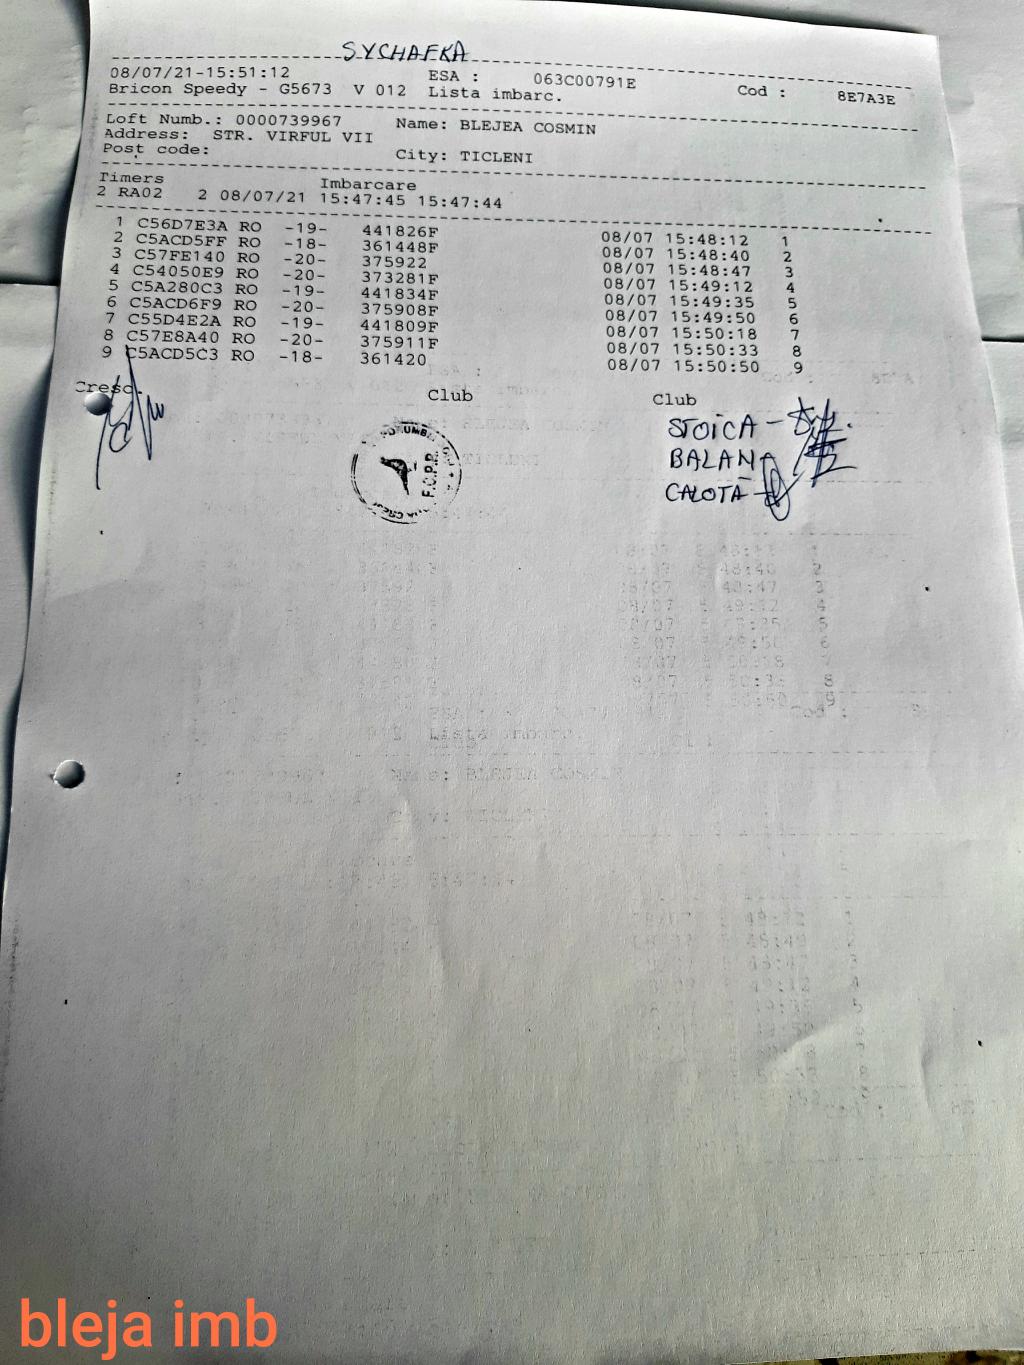 SYCHAFKA
08/07/21-15:51:12 ESA : 063C00791E Cod : 8E7A3E
Bricon Speedy - G5673 V 012 Lista imbarc.
Loft Numb.: 0000739967 Name: BLEJEA COSMIN
Address: STR. VIRFUL VII
Post code: City: TICLENI
Timers Imbarcare
2 RA02 2 08/07/21 15:47:45 15:47:44
1 C56D7E3A RO -19- 441826F 08/07 15:48:12 1
2 C5ACD5FF RO -18- 361448F 08/07 15:48:40 2
3 C57FE140 RO -20- 375922 08/07 15:48:47 3
4 C54050E9 RO -20- 373281F 08/07 15:49:12 4
5 C5A280C3 RO -19- 441834F 08/07 15:49:35 5
6 C5ACD6F9 RO -20- 375908F 08/07 15:49:50 6
7 C55D4E2A RO -19- 441809F 08/07 15:50:18 7
8 C57E8A40 RO -20- 375911F 08/07 15:50:33 8
9 C5ACD5C3 RO -18- 361420 08/07 15:50:50 9
Cresc. Club Club
STOICA -
BALAN
CALOTĂ -
F.C.P.R.
bleja imb